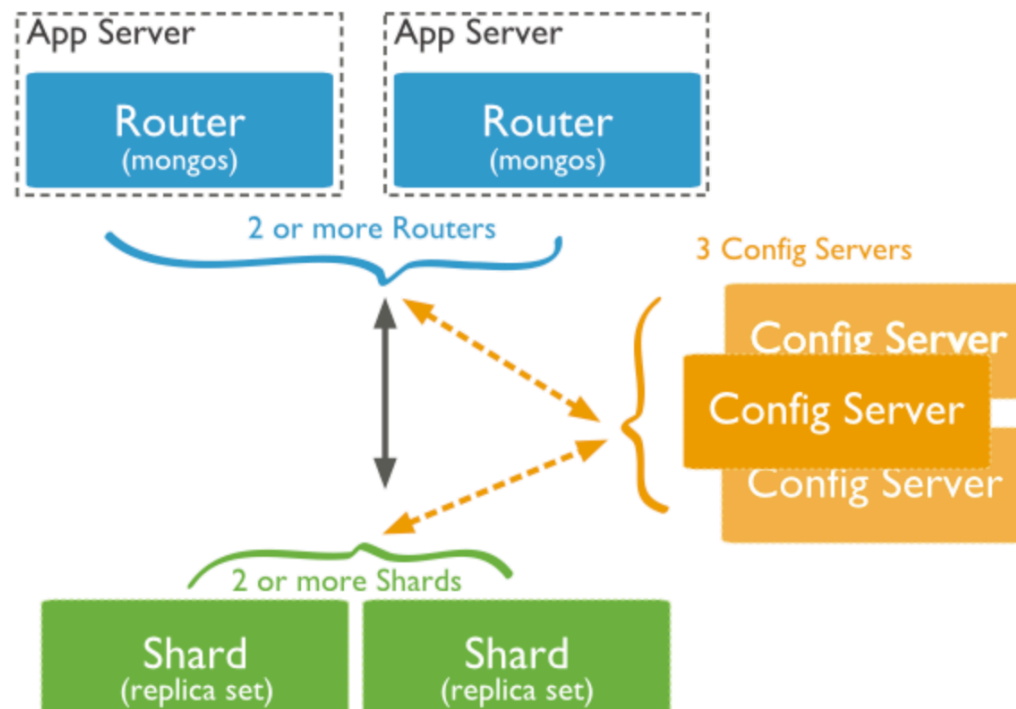 App Server
App Server
Router
(mongos)
Router
(mongos)
2 or more Routers
3 Config Servers
Config Server
Config Server
Config Server
2 or more Shards
Shard
(replica set)
Shard
(replica set)